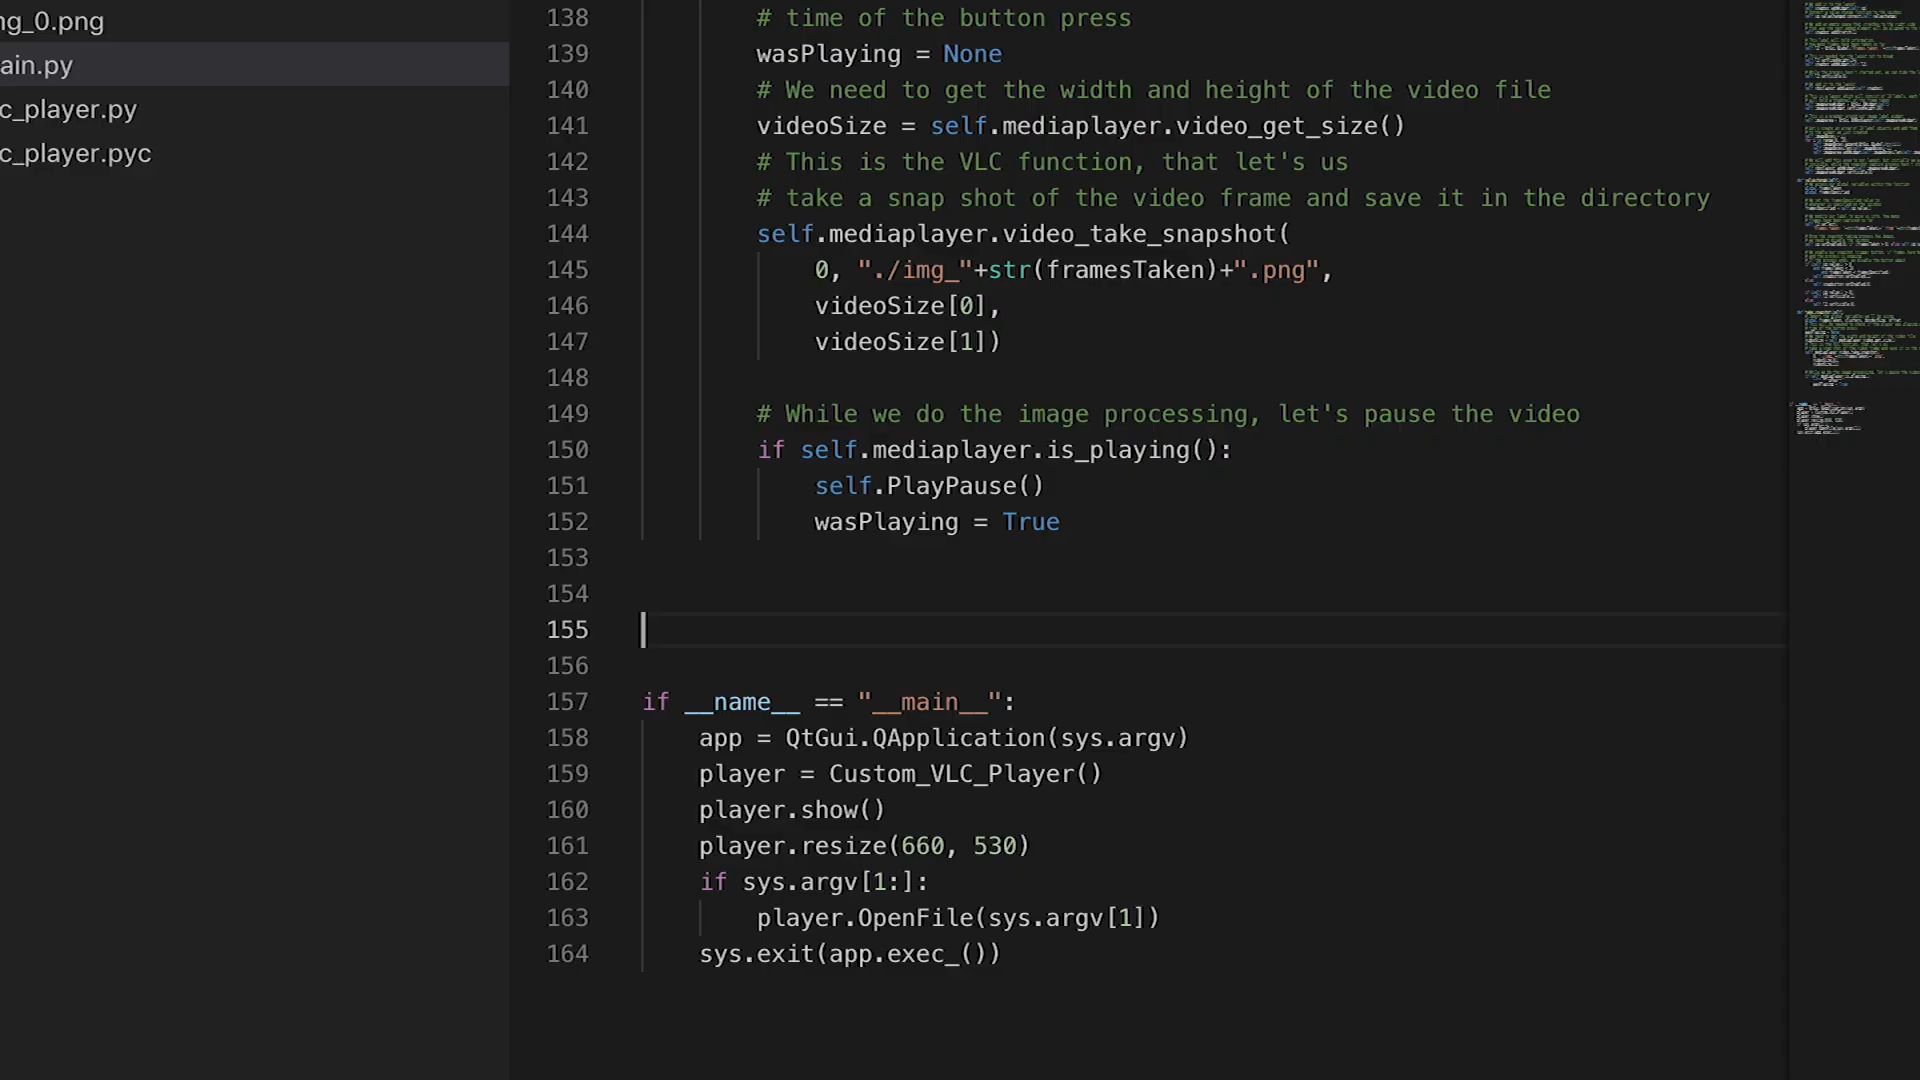 ng_0.png
ain.py
c_player.py
c_player.pyc
138 # time of the button press
139 wasPlaying = None
140 # We need to get the width and height of the video file
141 videoSize = self.mediaplayer.video_get_size()
142 # This is the VLC function, that let's us
143 # take a snap shot of the video frame and save it in the directory
144 self.mediaplayer.video_take_snapshot(
145 0, "./img_"+str(framesTaken)+".png",
146 videoSize[0],
147 videoSize[1])
148
149 # While we do the image processing, let's pause the video
150 if self.mediaplayer.is_playing():
151 self.PlayPause()
152 wasPlaying = True
153
154
155
156
157 if __name__ == "__main__":
158 app = QtGui.QApplication(sys.argv)
159 player = Custom_VLC_Player()
160 player.show()
161 player.resize(660, 530)
162 if sys.argv[1:]:
163 player.OpenFile(sys.argv[1])
164 sys.exit(app.exec_())